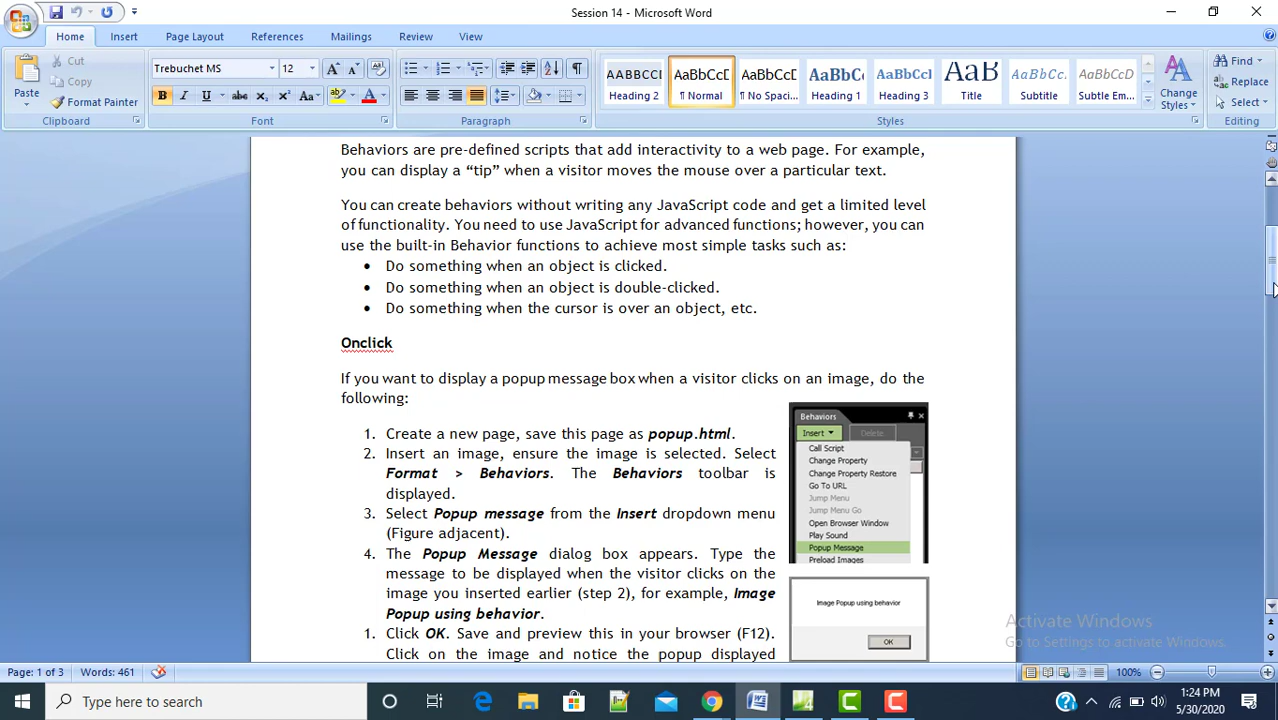 Session 14 - Microsoft Word
Home Insert Page Layout References Mailings Review View
Paste
Cut
Copy
Format Painter
Clipboard
Trebuchet MS 12
B I U abc x₂ x² Aa ab A
Font
Paragraph
AABBCCI AaBbCcD AaBbCcD AaBbCc AaBbCc AaB AaBbCc. AaBbCcD
Heading 2 ¶ Normal ¶ No Spaci... Heading 1 Heading 3 Title Subtitle Subtle Em...
Change Styles
Styles
Find
Replace
Select
Editing
Behaviors are pre-defined scripts that add interactivity to a web page. For example,
you can display a “tip” when a visitor moves the mouse over a particular text.
You can create behaviors without writing any JavaScript code and get a limited level
of functionality. You need to use JavaScript for advanced functions; however, you can
use the built-in Behavior functions to achieve most simple tasks such as:
• Do something when an object is clicked.
• Do something when an object is double-clicked.
• Do something when the cursor is over an object, etc.
Onclick
If you want to display a popup message box when a visitor clicks on an image, do the
following:
1. Create a new page, save this page as popup.html.
2. Insert an image, ensure the image is selected. Select
Format > Behaviors. The Behaviors toolbar is
displayed.
3. Select Popup message from the Insert dropdown menu
(Figure adjacent).
4. The Popup Message dialog box appears. Type the
message to be displayed when the visitor clicks on the
image you inserted earlier (step 2), for example, Image
Popup using behavior.
1. Click OK. Save and preview this in your browser (F12).
Click on the image and notice the popup displayed
Behaviors
Insert Delete
Call Script
Change Property
Change Property Restore
Go To URL
Jump Menu
Jump Menu Go
Open Browser Window
Play Sound
Popup Message
Preload Images
Image Popup using behavior
OK
Activate Windows
Go to Settings to activate Windows.
Page: 1 of 3 Words: 461 100%
Type here to search
1:24 PM
5/30/2020